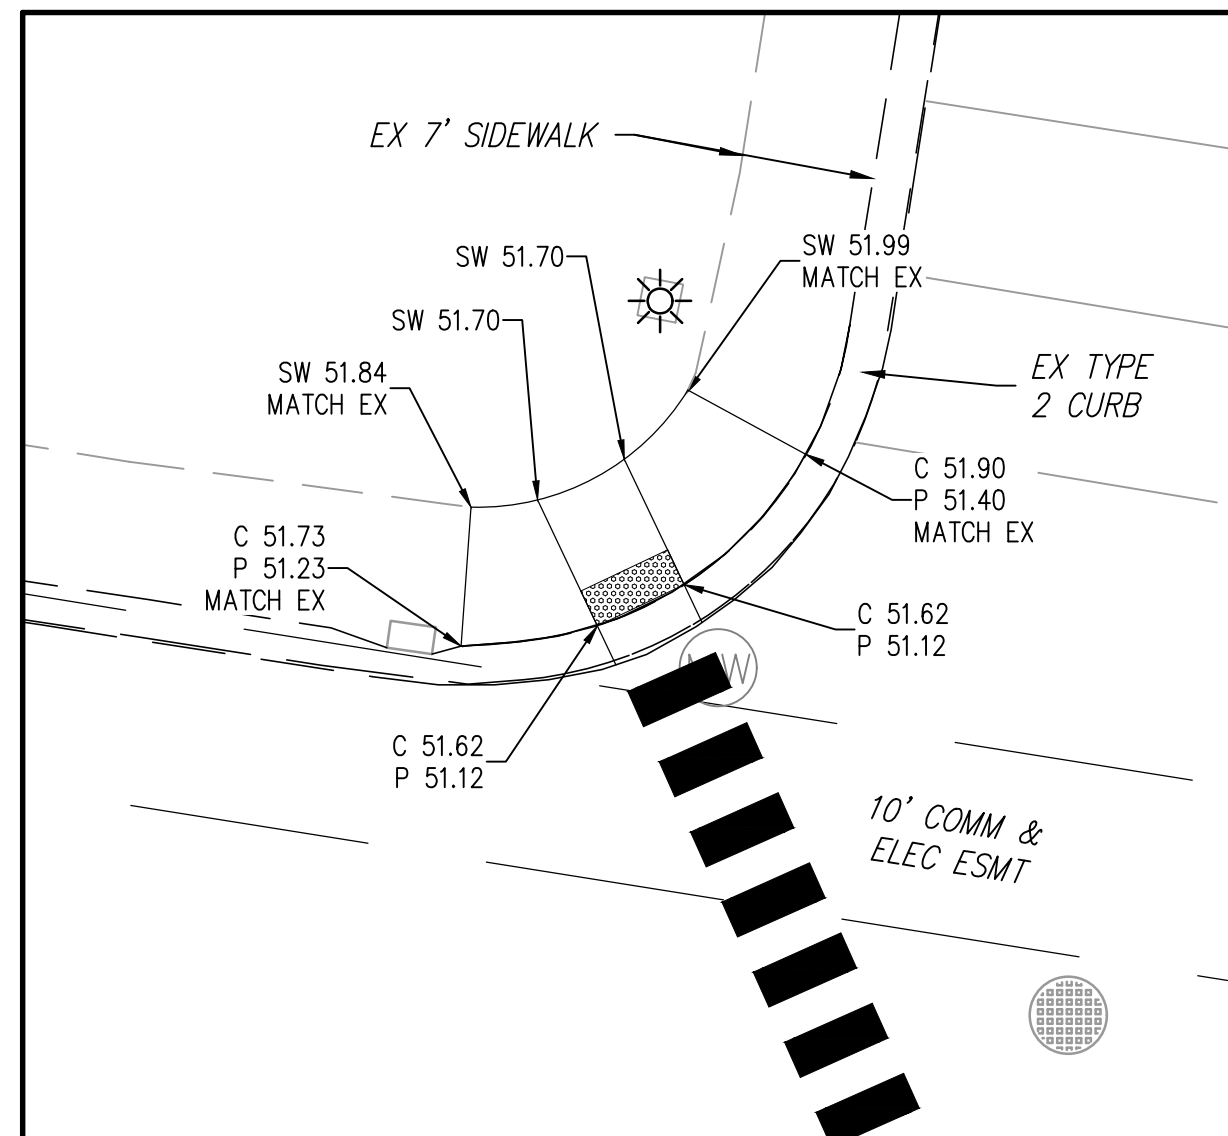 EX 7' SIDEWALK
SW 51.99
MATCH EX
SW 51.70
SW 51.70
SW 51.84
MATCH EX
EX TYPE
2 CURB
C 51.90
P 51.40
MATCH EX
C 51.73
P 51.23
MATCH EX
C 51.62
P 51.12
C 51.62
P 51.12
10' COMM &
ELEC ESMT